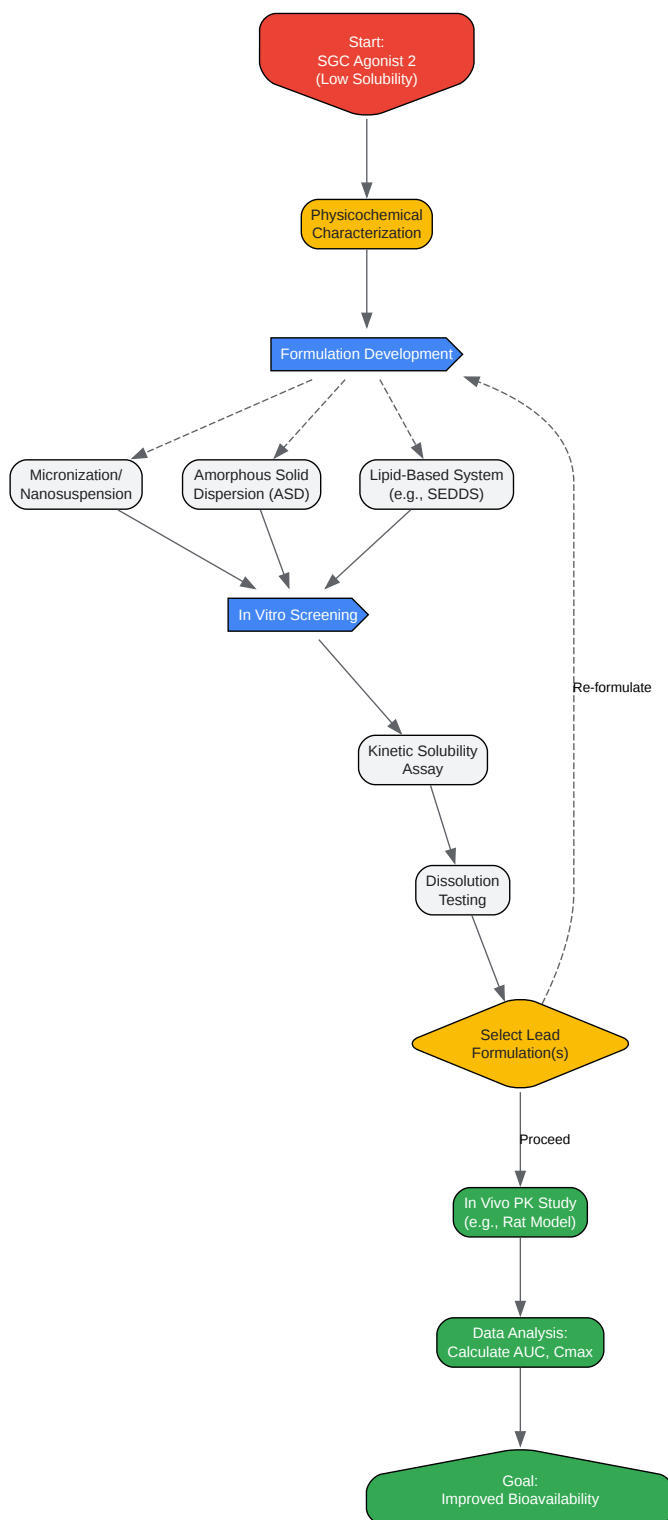 Start:
SGC Agonist 2
(Low Solubility)
Physicochemical
Characterization
Formulation Development
Micronization/
Nanosuspension
Amorphous Solid
Dispersion (ASD)
Lipid-Based System
(e.g., SEDDS)
In Vitro Screening
Re-formulate
Kinetic Solubility
Assay
Dissolution
Testing
Select Lead
Formulation(s)
Proceed
In Vivo PK Study
(e.g., Rat Model)
Data Analysis:
Calculate AUC, Cmax
Goal:
Improved Bioavailability